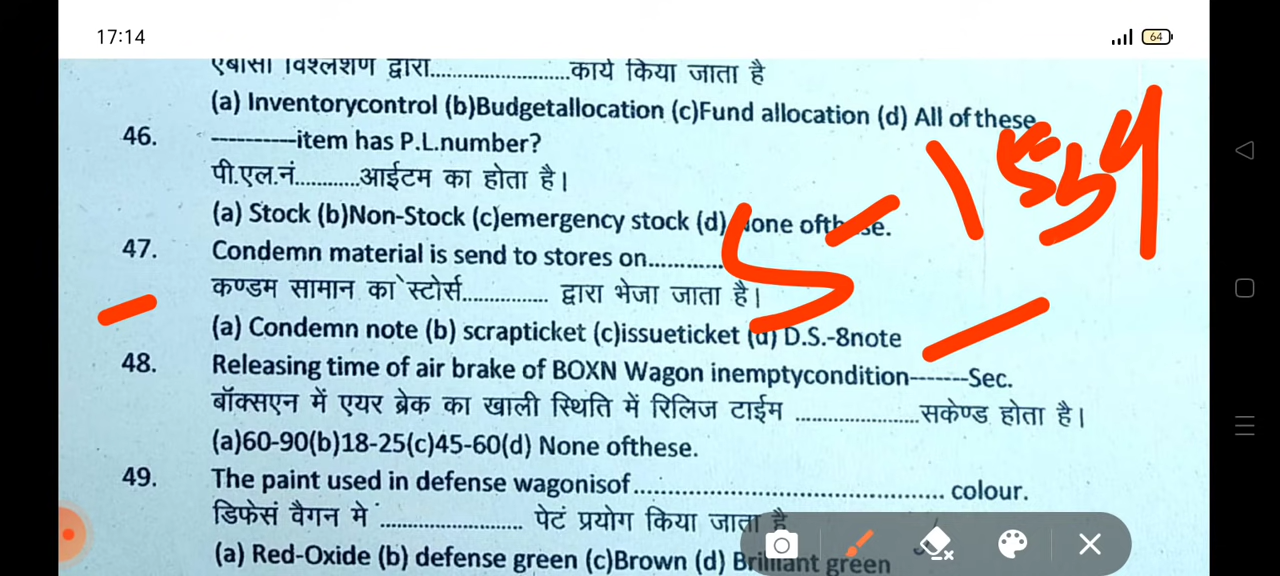 17:14
64
एबीसी विश्लेशण द्वारा............................कार्य किया जाता है
(a) Inventorycontrol (b)Budgetallocation (c)Fund allocation (d) All of these
46. ----------item has P.L.number?
पी.एल.नं............आईटम का होता है।
(a) Stock (b)Non-Stock (c)emergency stock (d) None ofthese.
47. Condemn material is send to stores on............
कण्डम सामान का स्टोर्स............... द्वारा भेजा जाता है।
(a) Condemn note (b) scrapticket (c)issueticket (d) D.S.-8note
48. Releasing time of air brake of BOXN Wagon inemptycondition-------Sec.
बॉक्सएन में एयर ब्रेक का खाली स्थिति में रिलिज टाईम ......................सकेण्ड होता है।
(a)60-90(b)18-25(c)45-60(d) None ofthese.
49. The paint used in defense wagonisof............................................ colour.
डिफेसं वैगन मे ....................... पेटं प्रयोग किया जाता है
(a) Red-Oxide (b) defense green (c)Brown (d) Brilliant green